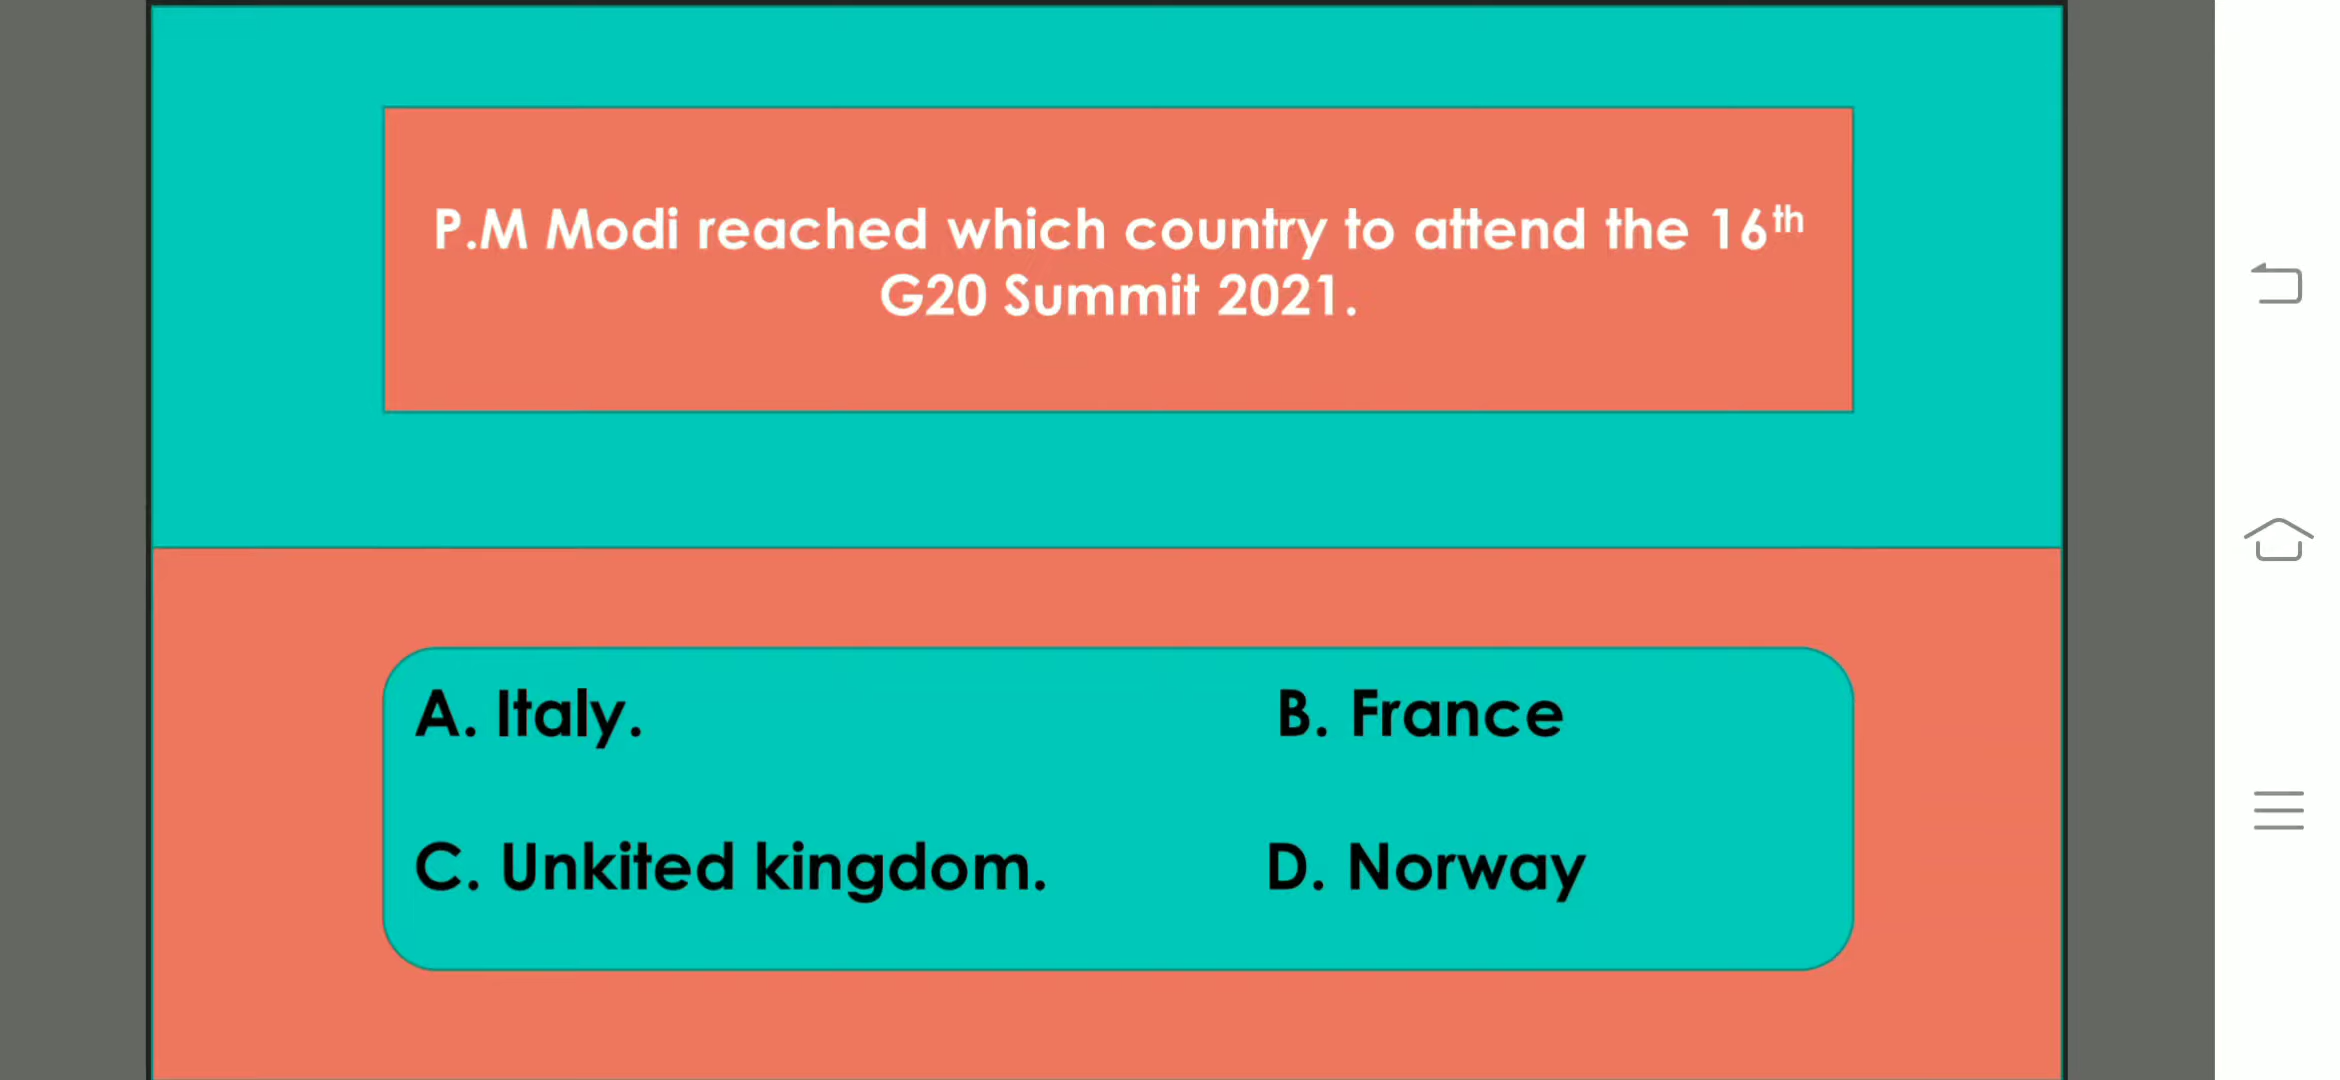 P.M Modi reached which country to attend the 16th
G20 Summit 2021.
A. Italy.
B. France
C. Unkited kingdom.
D. Norway